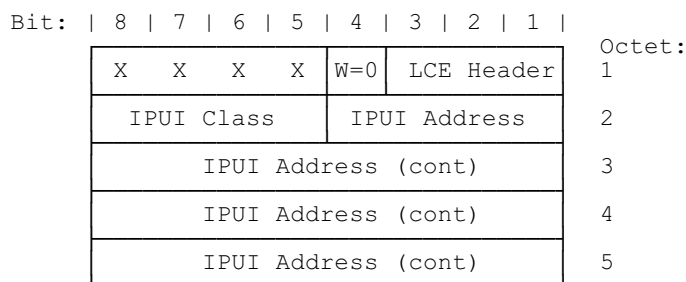 Bit: | 8 | 7 | 6 | 5 | 4 | 3 | 2 | 1 |
Octet:
X X X X W=0 LCE Header 1
IPUI Class IPUI Address 2
IPUI Address (cont) 3
IPUI Address (cont) 4
IPUI Address (cont) 5